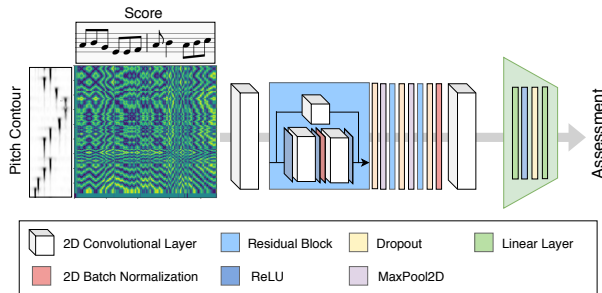 Score
Pitch Contour
Assessment
2D Convolutional Layer
Residual Block
Dropout
Linear Layer
2D Batch Normalization
ReLU
MaxPool2D